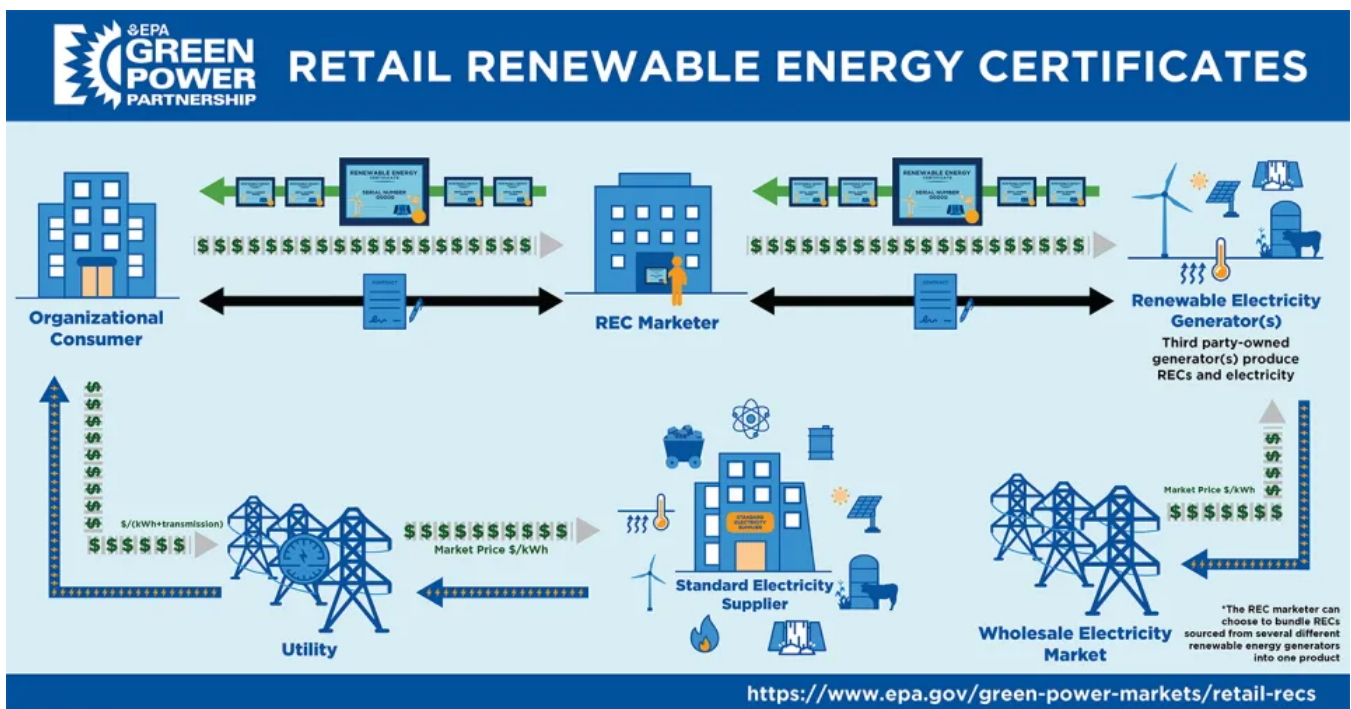 EPA
GREEN
POWER
PARTNERSHIP
RETAIL RENEWABLE ENERGY CERTIFICATES
RENEWABLE ENERGY
CERTIFICATE
SERIAL NUMBER
00005
RENEWABLE ENERGY
CERTIFICATE
SERIAL NUMBER
00005
$$$$$$$$$$$$$$$$$$$$
$$$$$$$$$$$$$$$$$$$$
CONTRACT
CONTRACT
Organizational
Consumer
REC Marketer
Renewable Electricity
Generator(s)
Third party-owned
generator(s) produce
RECs and electricity
$/(kWh+transmission)
$$$$$$
Utility
$$$$$$$$$$
Market Price $/kWh
STANDARD
ELECTRICITY
SUPPLIER
Standard Electricity
Supplier
Market Price $/kWh
$$$$$$$
Wholesale Electricity
Market
*The REC marketer can
choose to bundle RECs
sourced from several different
renewable energy generators
into one product
https://www.epa.gov/green-power-markets/retail-recs